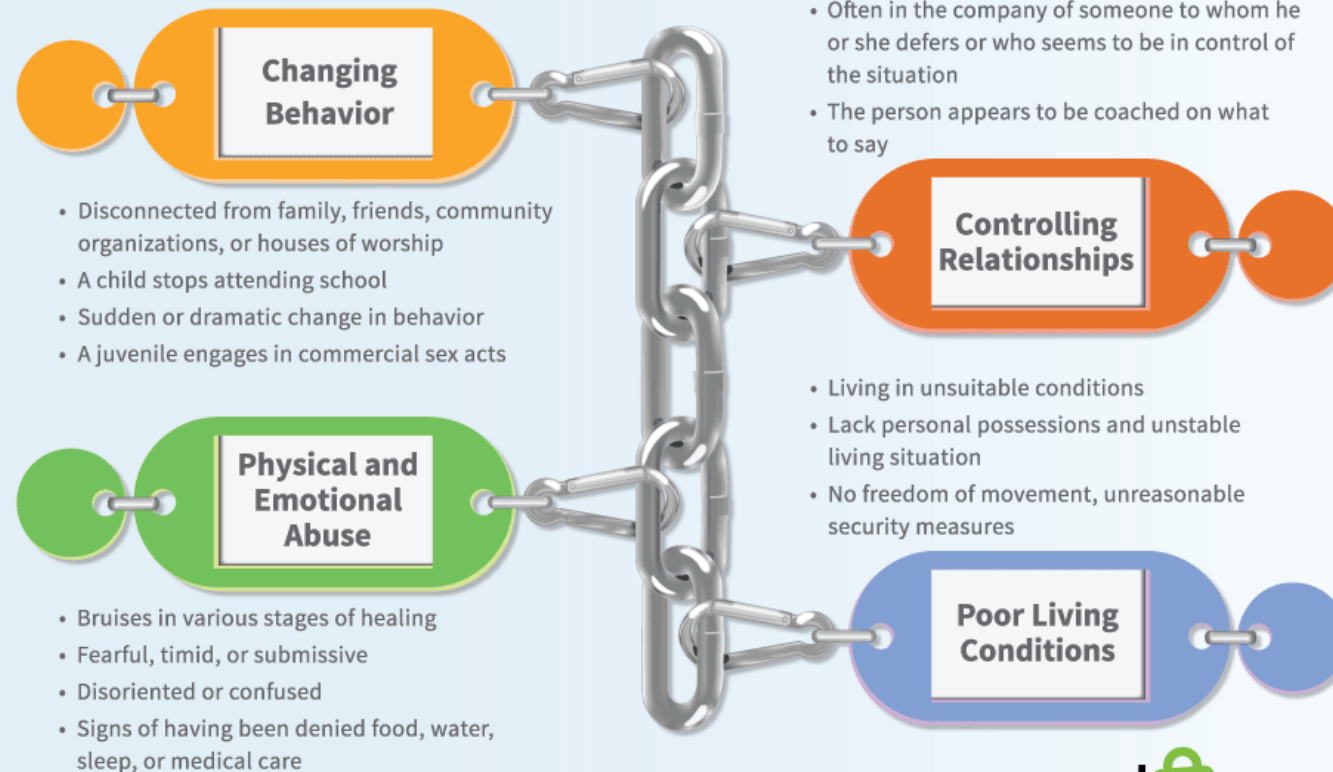 Changing
Behavior
• Disconnected from family, friends, community
organizations, or houses of worship
• A child stops attending school
• Sudden or dramatic change in behavior
• A juvenile engages in commercial sex acts
• Often in the company of someone to whom he
or she defers or who seems to be in control of
the situation
• The person appears to be coached on what
to say
Controlling
Relationships
Physical and
Emotional
Abuse
• Bruises in various stages of healing
• Fearful, timid, or submissive
• Disoriented or confused
• Signs of having been denied food, water,
sleep, or medical care
• Living in unsuitable conditions
• Lack personal possessions and unstable
living situation
• No freedom of movement, unreasonable
security measures
Poor Living
Conditions